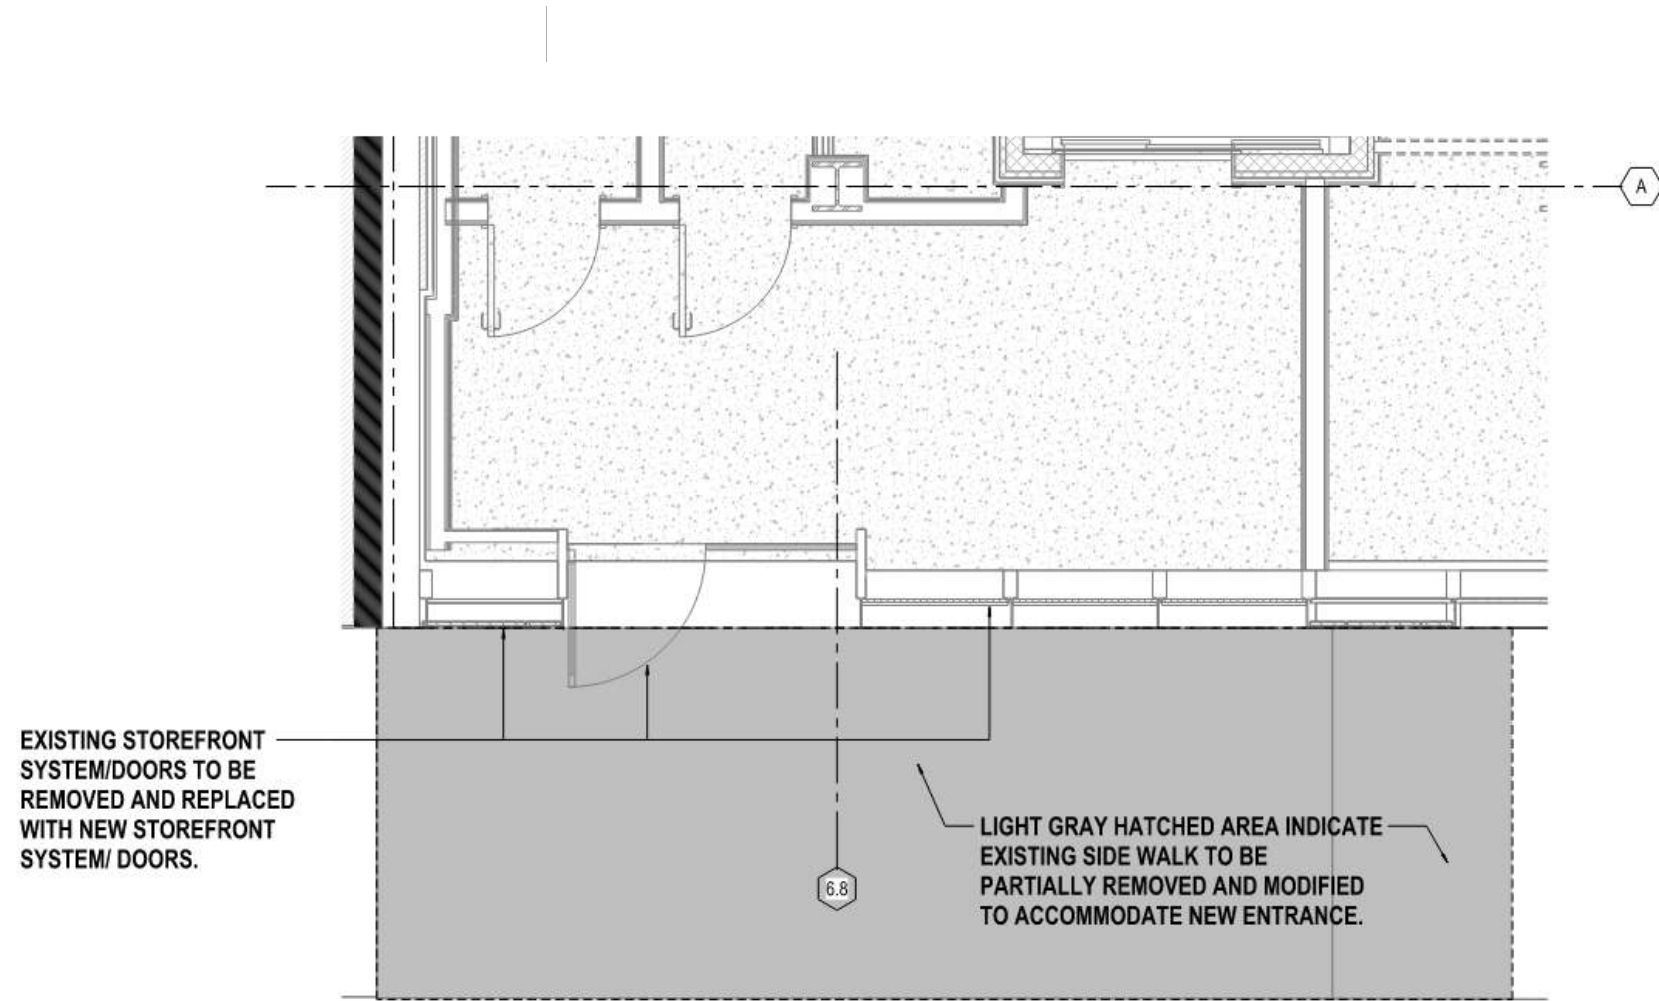 A
EXISTING STOREFRONT
SYSTEM/DOORS TO BE
REMOVED AND REPLACED
WITH NEW STOREFRONT
SYSTEM/ DOORS.
LIGHT GRAY HATCHED AREA INDICATE
EXISTING SIDE WALK TO BE
PARTIALLY REMOVED AND MODIFIED
TO ACCOMMODATE NEW ENTRANCE.
6.8